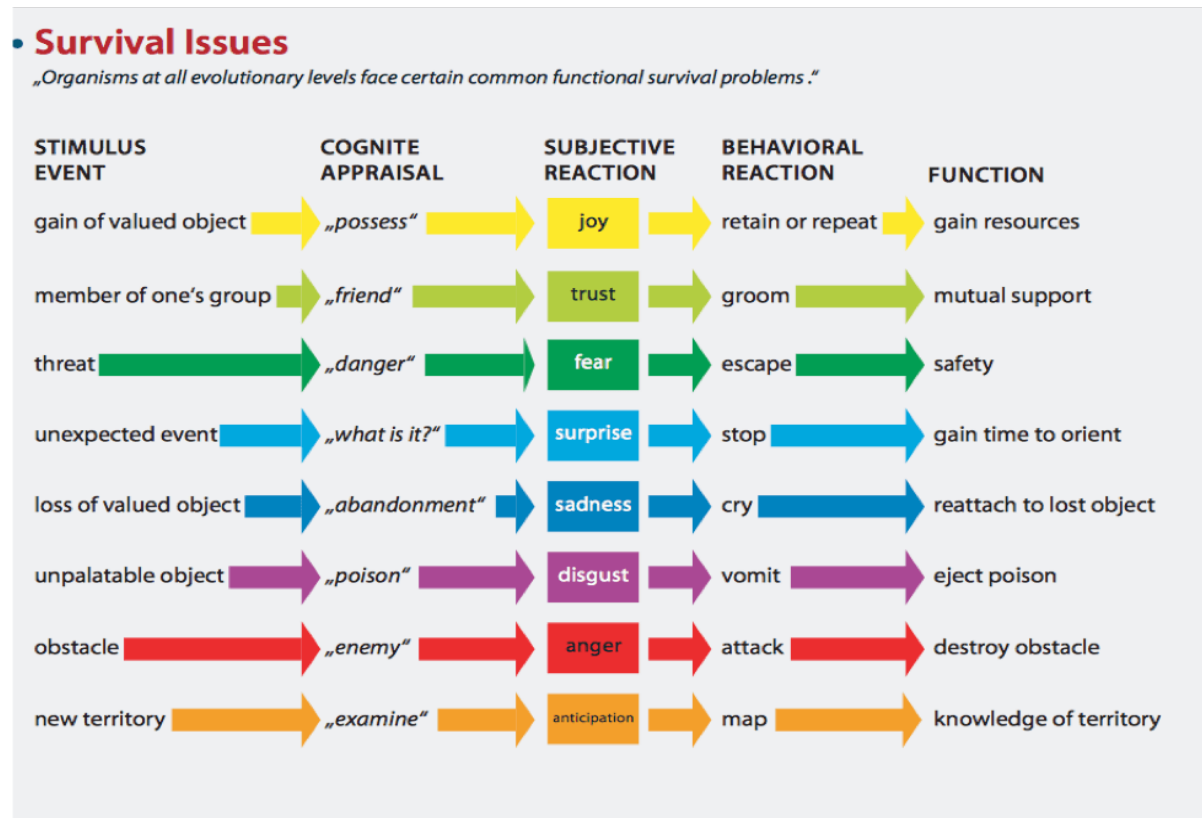 • Survival Issues
„Organisms at all evolutionary levels face certain common functional survival problems .“
STIMULUS EVENT COGNITE APPRAISAL SUBJECTIVE REACTION BEHAVIORAL REACTION FUNCTION
gain of valued object „possess“ joy retain or repeat gain resources
member of one's group „friend“ trust groom mutual support
threat „danger“ fear escape safety
unexpected event „what is it?“ surprise stop gain time to orient
loss of valued object „abandonment“ sadness cry reattach to lost object
unpalatable object „poison“ disgust vomit eject poison
obstacle „enemy“ anger attack destroy obstacle
new territory „examine“ anticipation map knowledge of territory